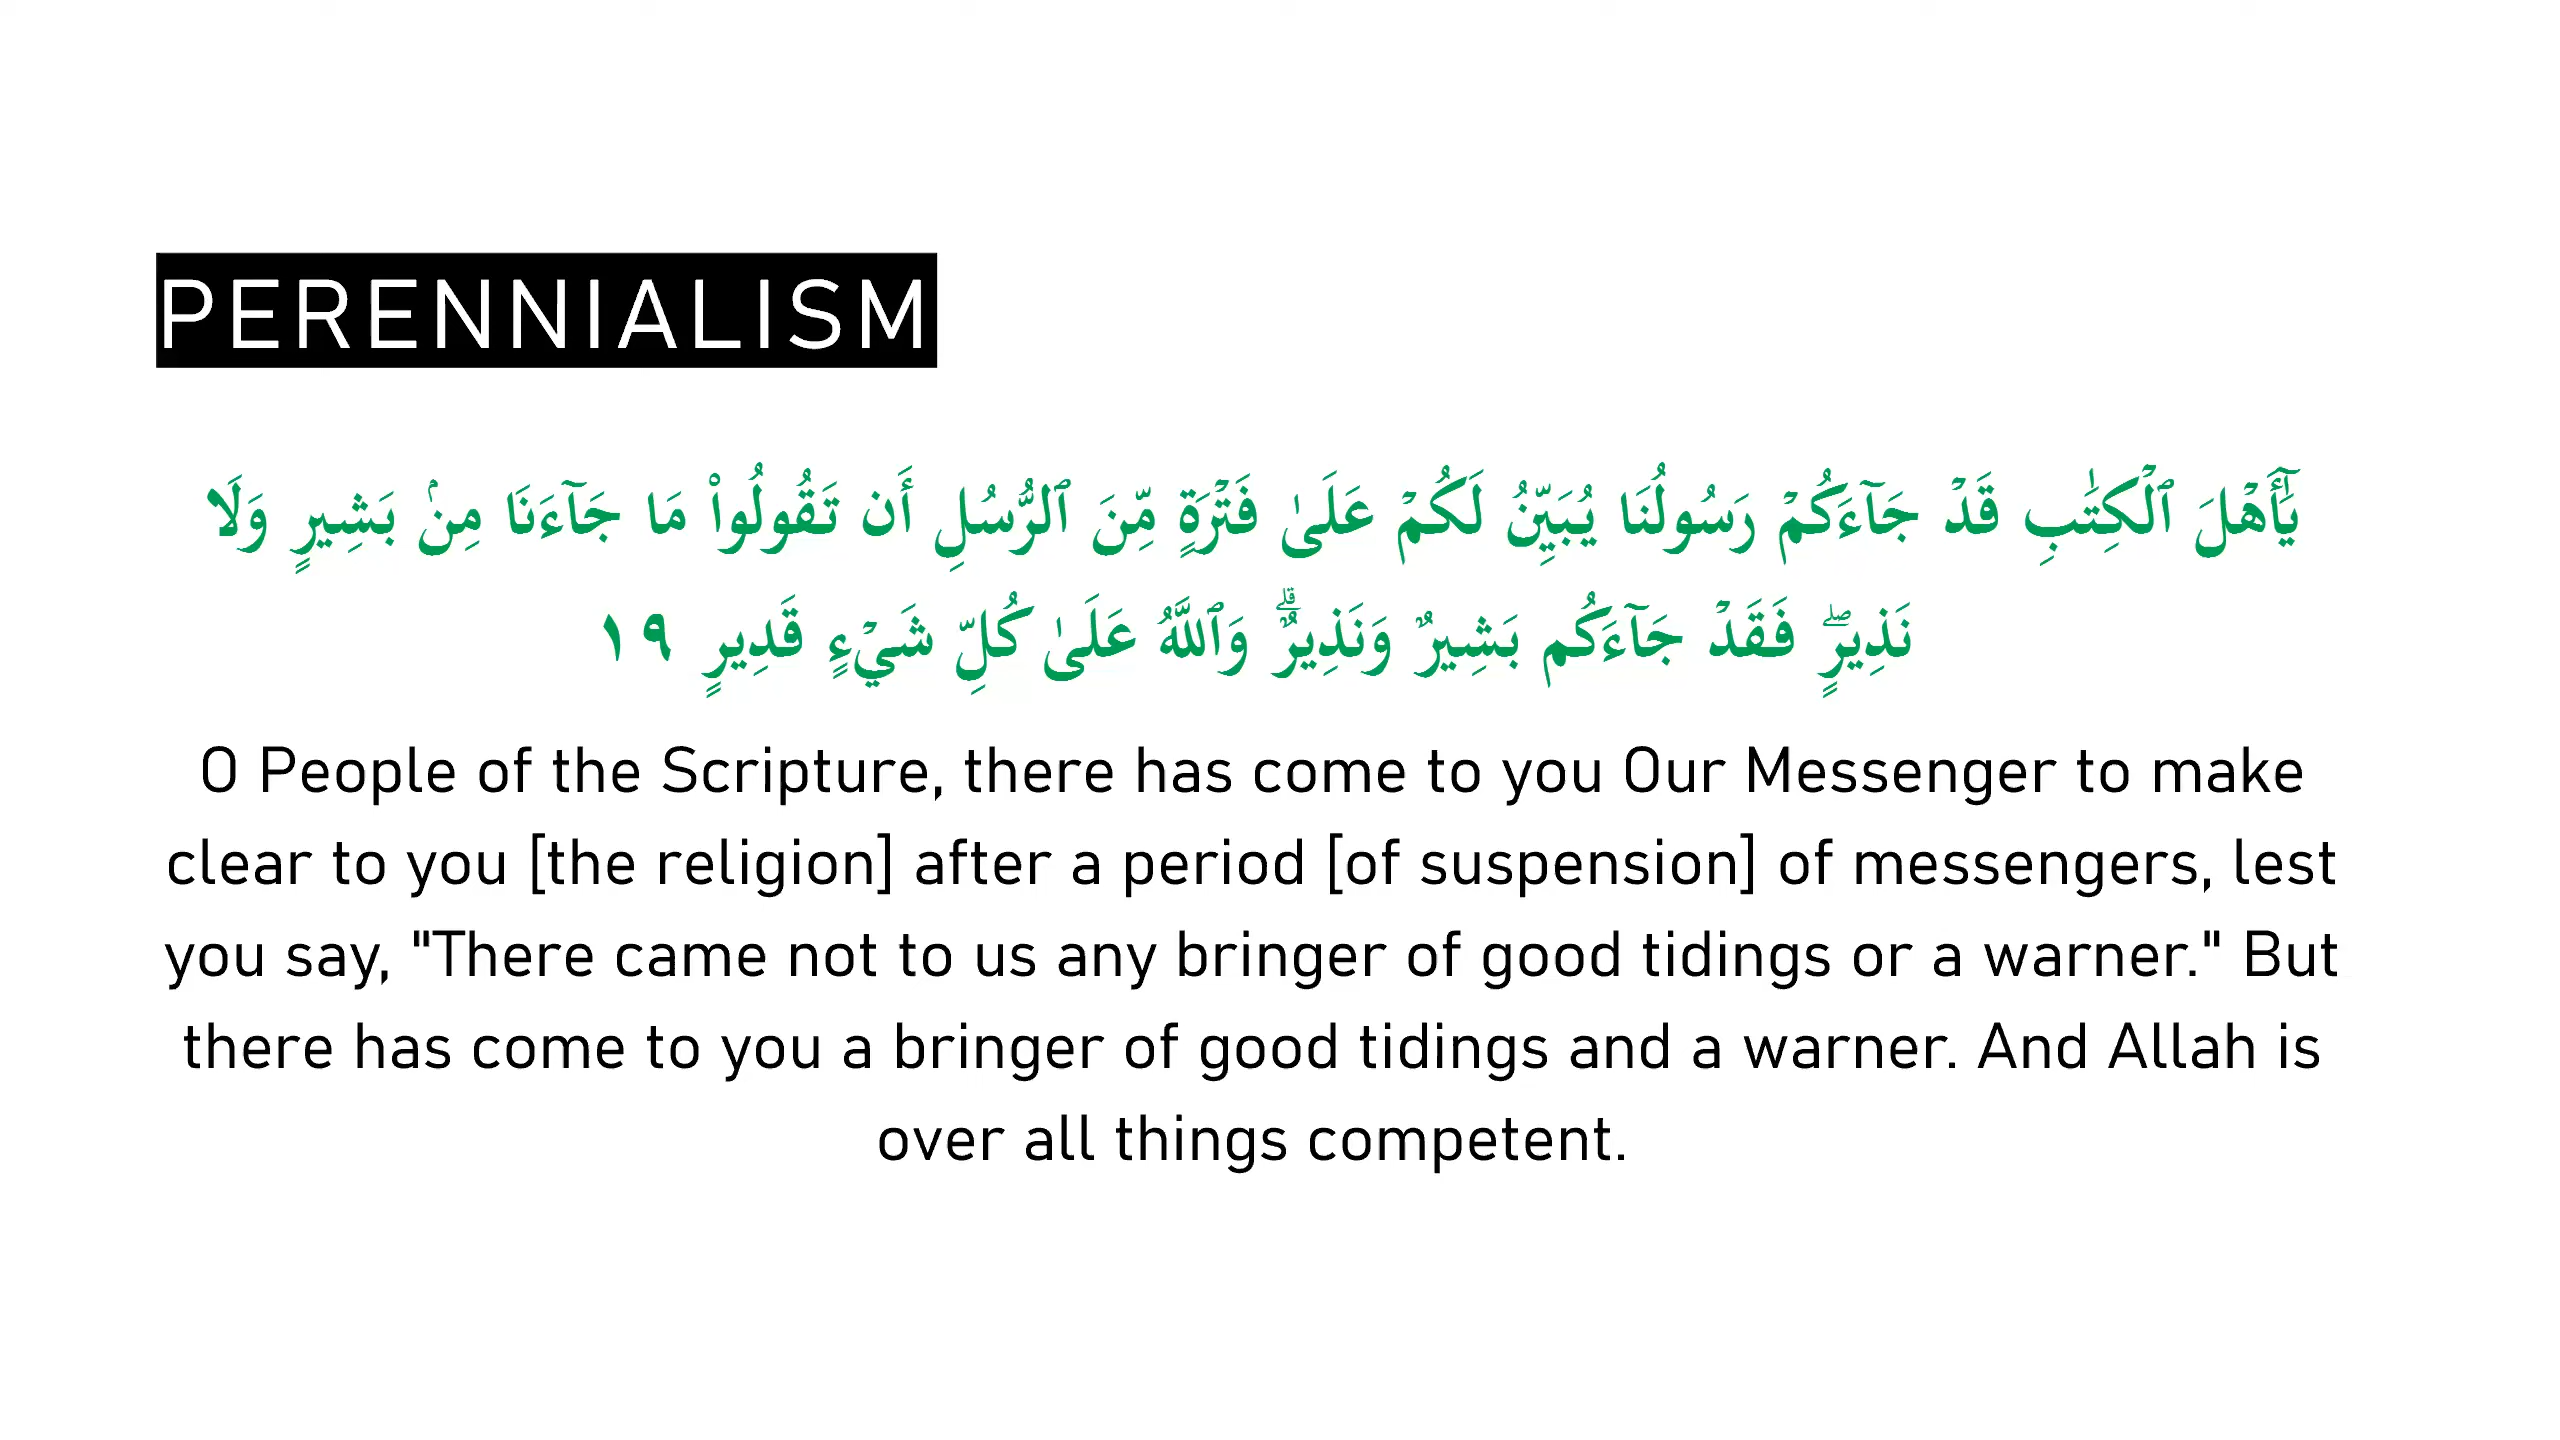 PERENNIALISM
يَـٰٓأَهۡلَ ٱلۡكِتَـٰبِ قَدۡ جَآءَكُمۡ رَسُولُنَا يُبَيِّنُ لَكُمۡ عَلَىٰ فَتۡرَةٍ مِّنَ ٱلرُّسُلِ أَن تَقُولُواْ مَا جَآءَنَا مِنۢ بَشِيرٍ وَلَا
نَذِيرٍۖ فَقَدۡ جَآءَكُم بَشِيرٌ وَنَذِيرٌۗ وَٱللَّهُ عَلَىٰ كُلِّ شَيۡءٍ قَدِيرٍ ١٩
O People of the Scripture, there has come to you Our Messenger to make
clear to you [the religion] after a period [of suspension] of messengers, lest
you say, "There came not to us any bringer of good tidings or a warner." But
there has come to you a bringer of good tidings and a warner. And Allah is
over all things competent.